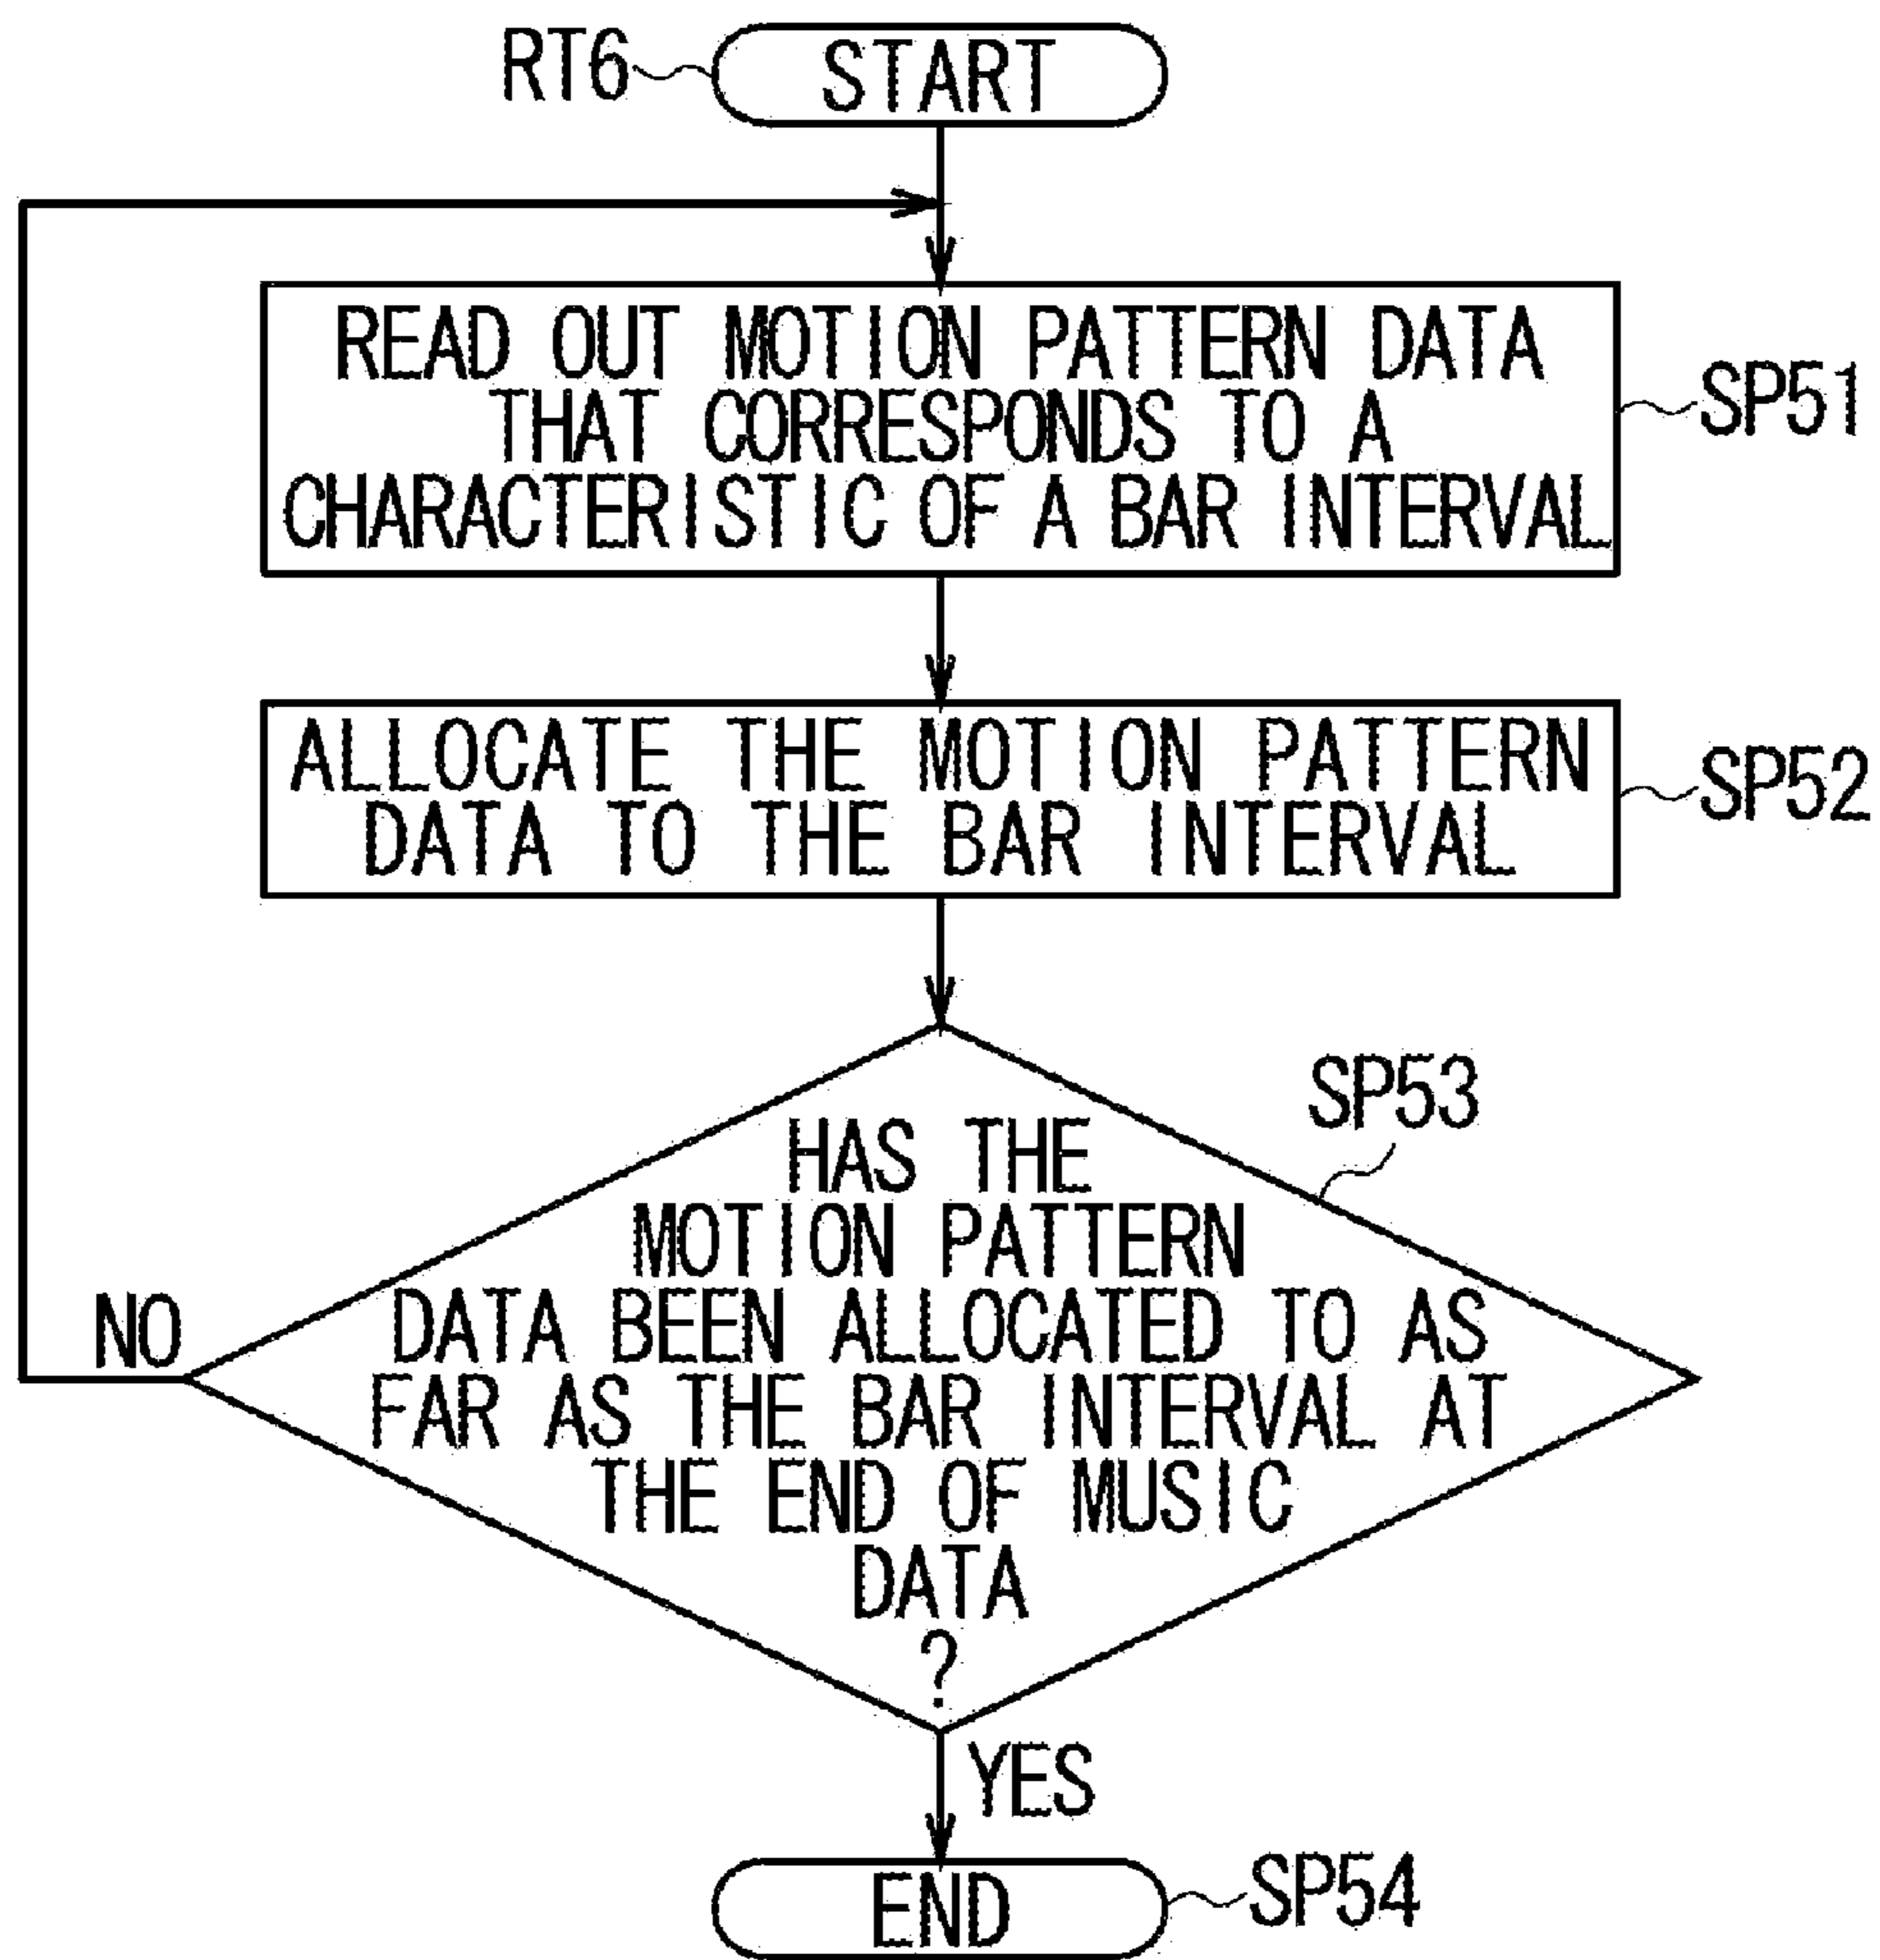 RT6
START
READ OUT MOTION PATTERN DATA
THAT CORRESPONDS TO A
CHARACTERISTIC OF A BAR INTERVAL
SP51
ALLOCATE THE MOTION PATTERN
DATA TO THE BAR INTERVAL
SP52
SP53
HAS THE
MOTION PATTERN
DATA BEEN ALLOCATED TO AS
FAR AS THE BAR INTERVAL AT
THE END OF MUSIC
DATA
?
NO
YES
END
SP54